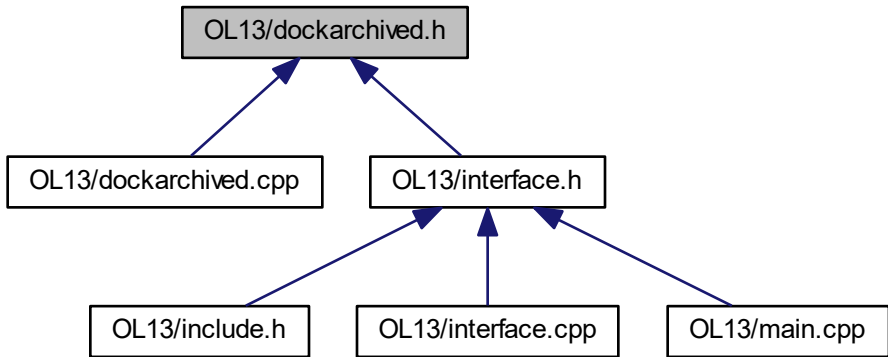 OL13/dockarchived.h
OL13/dockarchived.cpp
OL13/interface.h
OL13/include.h
OL13/interface.cpp
OL13/main.cpp